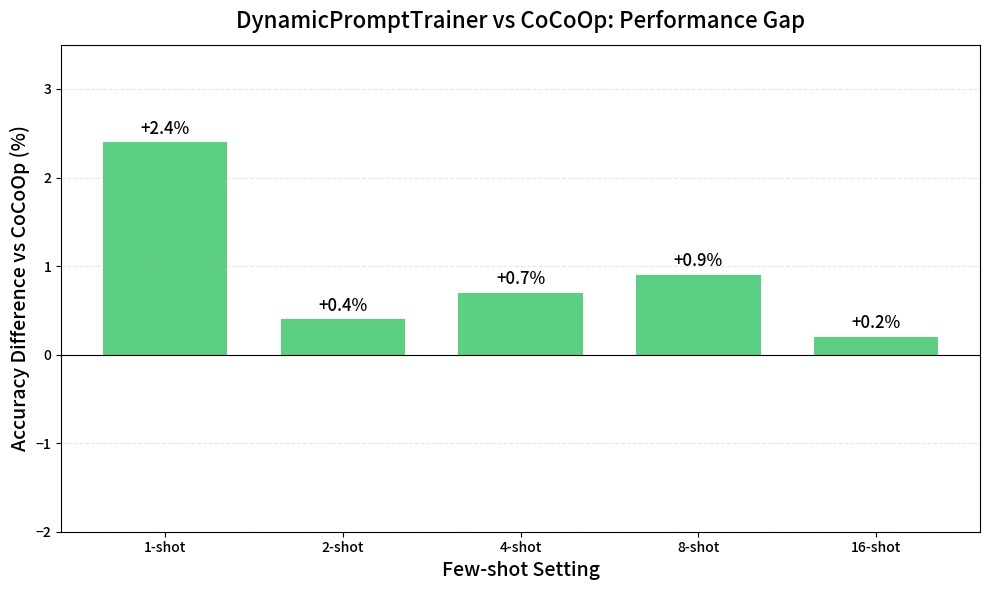 DynamicPromptTrainer vs CoCoOp: Performance Gap
Accuracy Difference vs CoCoOp (%)
3
2
1
0
−1
−2
+2.4%
+0.4%
+0.7%
+0.9%
+0.2%
1-shot
2-shot
4-shot
8-shot
16-shot
Few-shot Setting